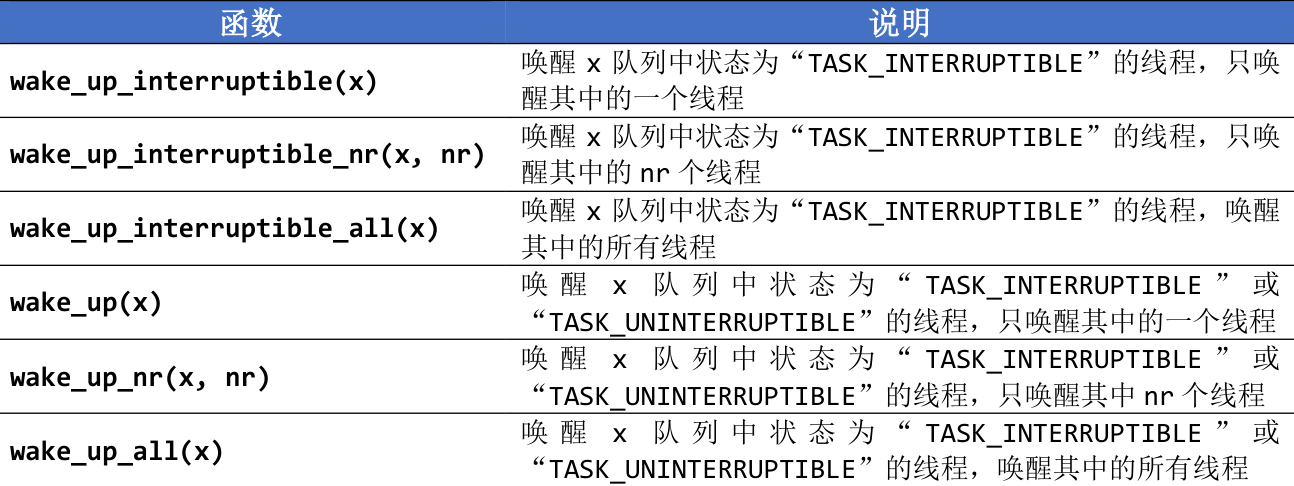 函数 说明
wake_up_interruptible(x)
唤醒 x 队列中状态为“TASK_INTERRUPTIBLE”的线程，只唤
醒其中的一个线程
wake_up_interruptible_nr(x, nr)
唤醒 x 队列中状态为“TASK_INTERRUPTIBLE”的线程，只唤
醒其中的 nr 个线程
wake_up_interruptible_all(x)
唤醒 x 队列中状态为“TASK_INTERRUPTIBLE”的线程，唤醒
其中的所有线程
wake_up(x)
唤醒 x 队列中状态为“TASK_INTERRUPTIBLE”或
“TASK_UNINTERRUPTIBLE”的线程，只唤醒其中的一个线程
wake_up_nr(x, nr)
唤醒 x 队列中状态为“TASK_INTERRUPTIBLE”或
“TASK_UNINTERRUPTIBLE”的线程，只唤醒其中 nr 个线程
wake_up_all(x)
唤醒 x 队列中状态为“TASK_INTERRUPTIBLE”或
“TASK_UNINTERRUPTIBLE”的线程，唤醒其中的所有线程